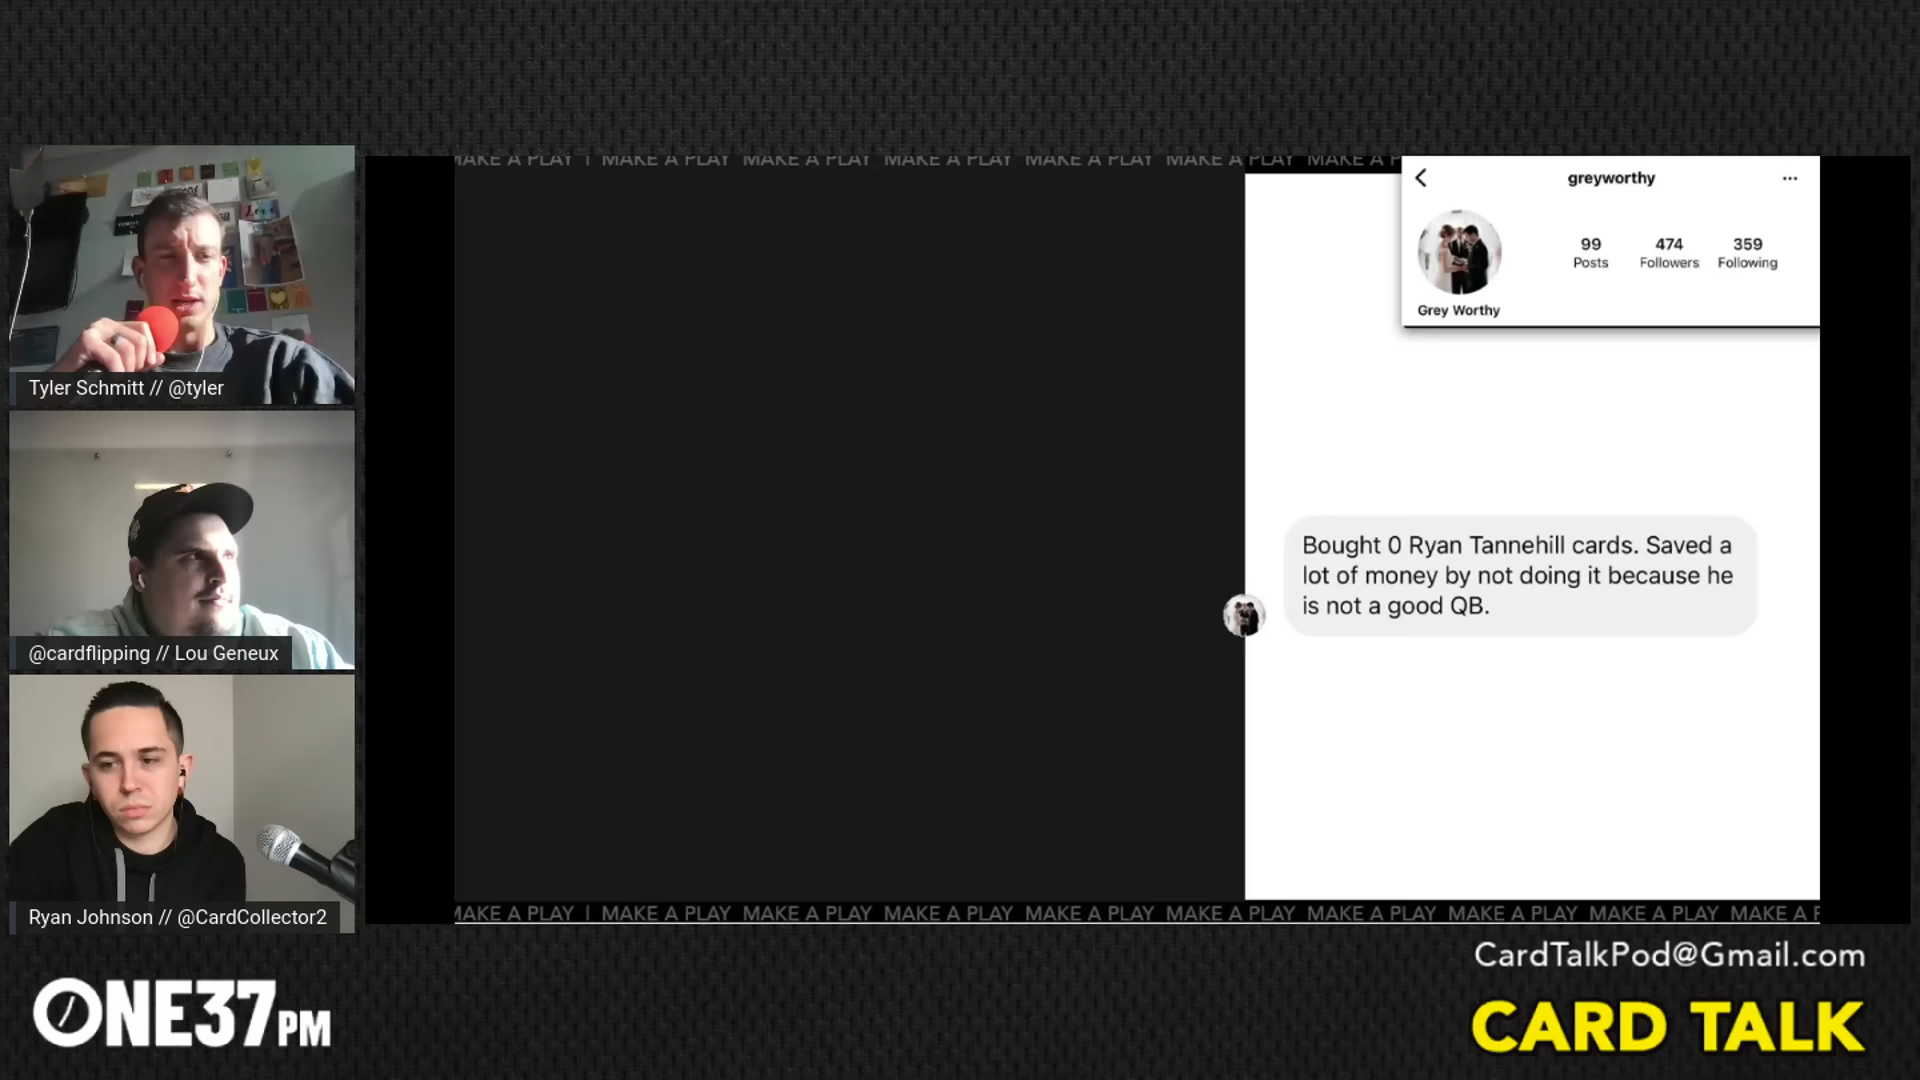 MAKE A PLAY | MAKE A PLAY MAKE A PLAY MAKE A PLAY MAKE A PLAY MAKE A PLAY MAKE A P
greyworthy
99 474 359
Posts Followers Following
Grey Worthy
Tyler Schmitt // @tyler
Bought 0 Ryan Tannehill cards. Saved a
lot of money by not doing it because he
is not a good QB.
@cardflipping // Lou Geneux
Ryan Johnson // @CardCollector2
MAKE A PLAY | MAKE A PLAY MAKE A PLAY MAKE A PLAY MAKE A PLAY MAKE A PLAY MAKE A PLAY MAKE A PLAY MAKE A PLAY MAKE A P
CardTalkPod@Gmail.com
ONE37PM
CARD TALK